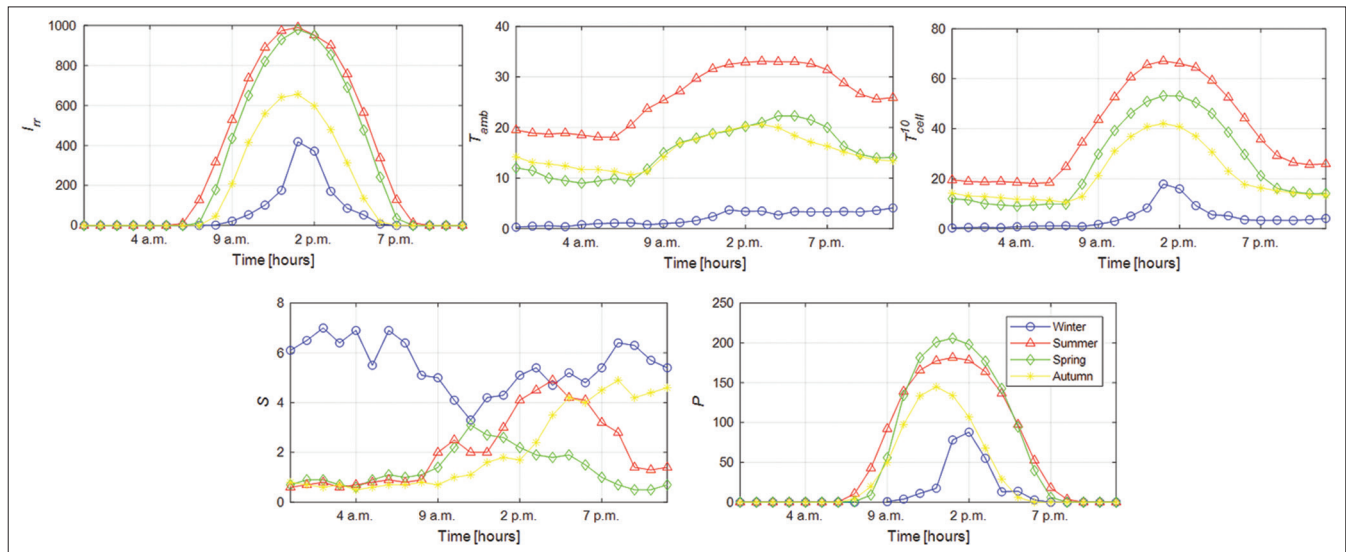 1000
800
600
400
200
0
I_rr
4 a.m.
9 a.m.
2 p.m.
7 p.m.
Time [hours]
40
30
20
10
0
T_amb
4 a.m.
9 a.m.
2 p.m.
7 p.m.
Time [hours]
80
60
40
20
0
T_cell^10
4 a.m.
9 a.m.
2 p.m.
7 p.m.
Time [hours]
8
6
4
2
0
S
4 a.m.
9 a.m.
2 p.m.
7 p.m.
Time [hours]
250
200
150
100
50
0
P
4 a.m.
9 a.m.
2 p.m.
7 p.m.
Time [hours]
Winter
Summer
Spring
Autumn